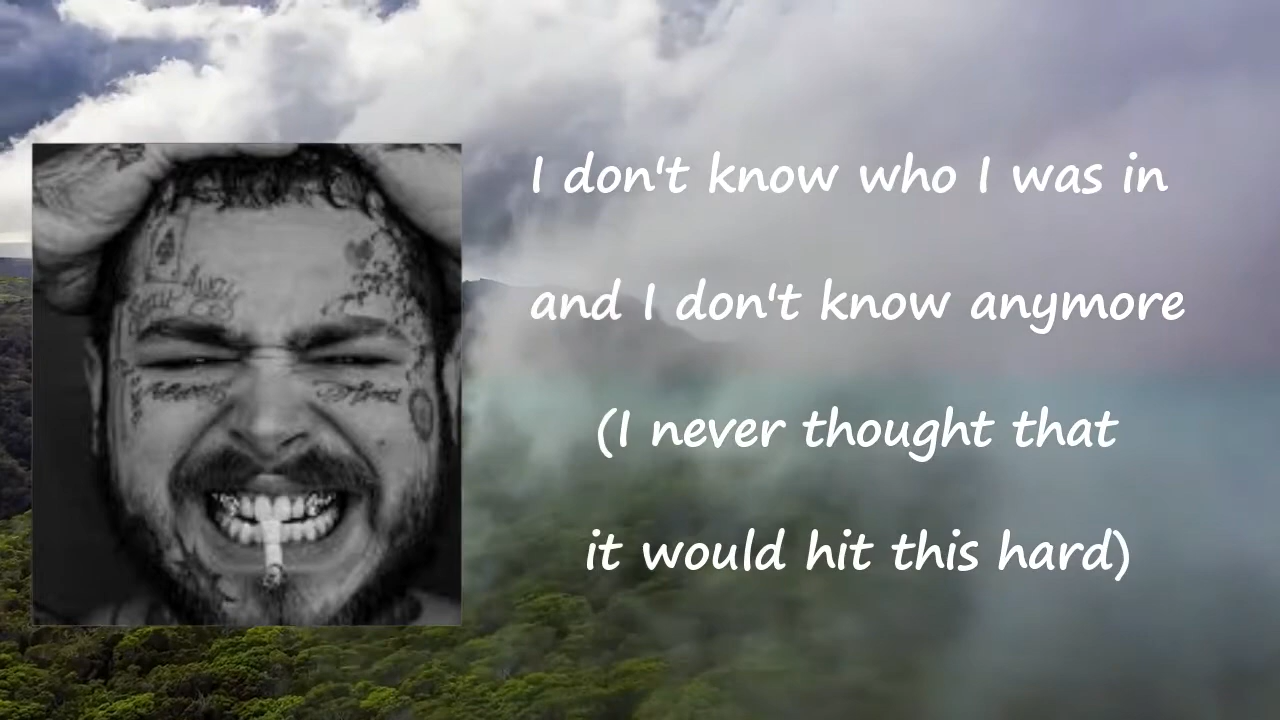 I don't know who I was in
and I don't know anymore
(I never thought that
it would hit this hard)